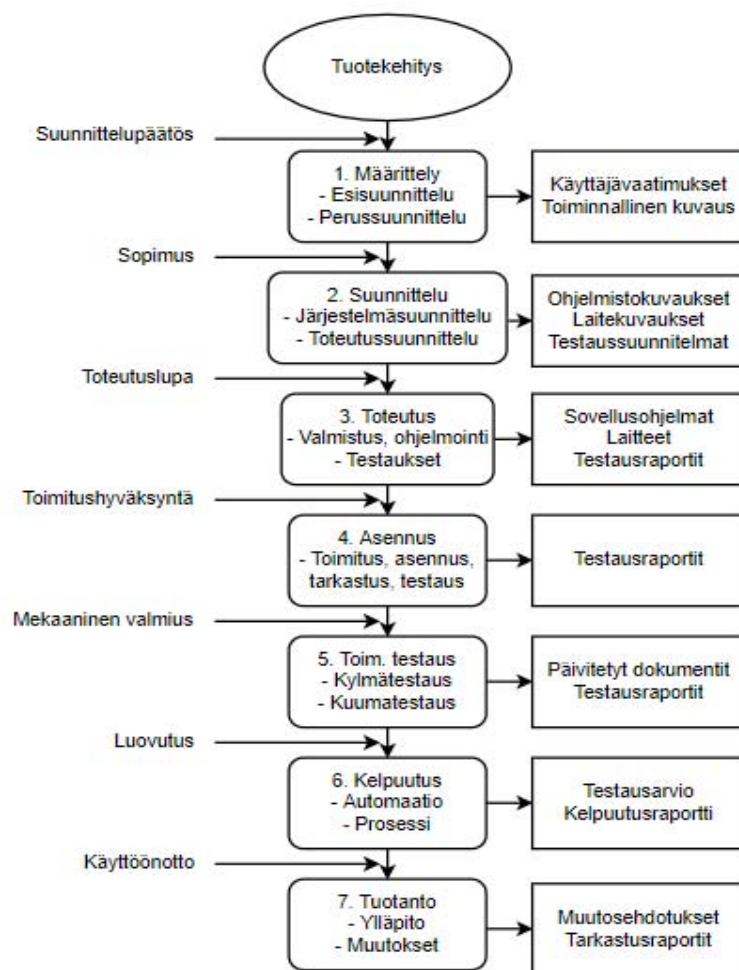 Tuotekehitys
Suunnittelupäätös
1. Määrittely
- Esisuunnittelu
- Perussuunnittelu
Käyttäjävaatimukset
Toiminnallinen kuvaus
Sopimus
2. Suunnittelu
- Järjestelmäsuunnittelu
- Toteutussuunnittelu
Ohjelmistokuvaukset
Laitekuvaukset
Testaussuunnitelmat
Toteutuslupa
3. Toteutus
- Valmistus, ohjelmointi
- Testaukset
Sovellusohjelmat
Laitteet
Testausraportit
Toimitushyväksyntä
4. Asennus
- Toimitus, asennus,
tarkastus, testaus
Testausraportit
Mekaaninen valmius
5. Toim. testaus
- Kylmätestaus
- Kuumatestaus
Päivitetyt dokumentit
Testausraportit
Luovutus
6. Kelpuutus
- Automaatio
- Prosessi
Testausarvio
Kelpuutusraportti
Käyttöönotto
7. Tuotanto
- Ylläpito
- Muutokset
Muutosehdotukset
Tarkastusraportit